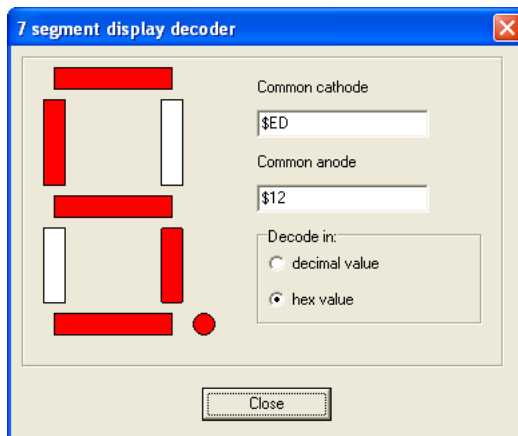 7 segment display decoder
Common cathode
$ED
Common anode
$12
Decode in:
decimal value
hex value
Close